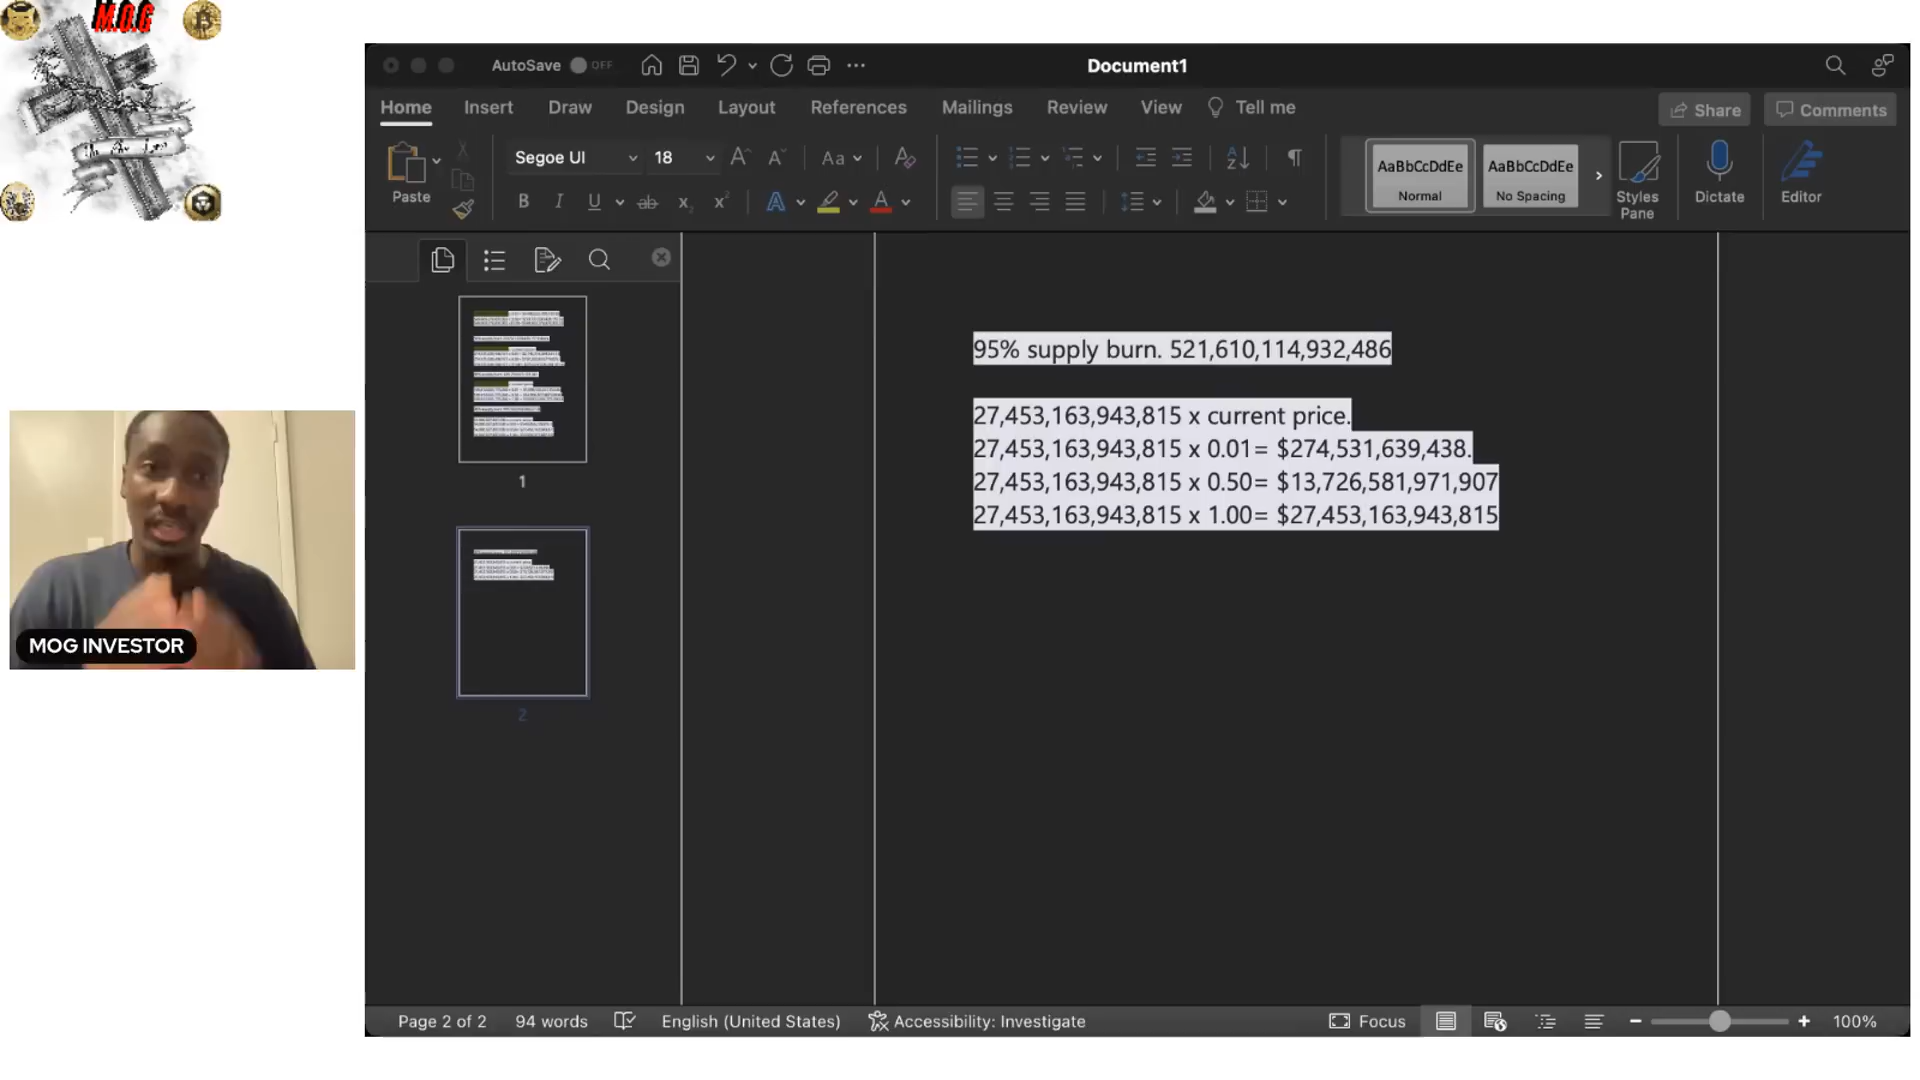 M.O.G
AutoSave OFF
Document1
Home Insert Draw Design Layout References Mailings Review View Tell me
Share Comments
Paste
Segoe UI 18
AaBbCcDdEe
Normal
AaBbCcDdEe
No Spacing
Styles
Pane
Dictate
Editor
1
2
95% supply burn. 521,610,114,932,486
27,453,163,943,815 x current price.
27,453,163,943,815 x 0.01= $274,531,639,438.
27,453,163,943,815 x 0.50= $13,726,581,971,907
27,453,163,943,815 x 1.00= $27,453,163,943,815
MOG INVESTOR
Page 2 of 2 94 words English (United States) Accessibility: Investigate
Focus 100%